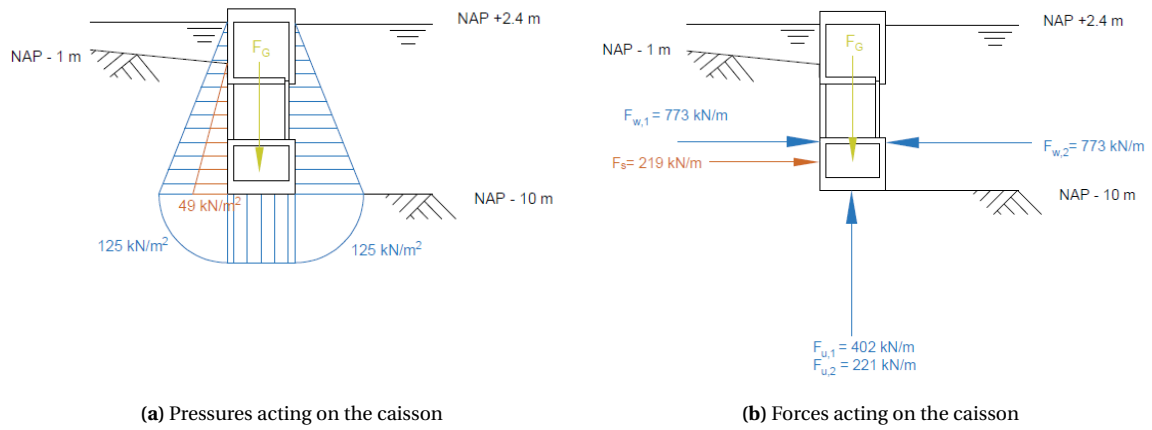 NAP +2.4 m
NAP - 1 m
F_G
49 kN/m²
NAP - 10 m
125 kN/m²
125 kN/m²
(a) Pressures acting on the caisson
NAP +2.4 m
NAP - 1 m
F_G
F_w,1 = 773 kN/m
F_w,2 = 773 kN/m
F_s= 219 kN/m
NAP - 10 m
F_u,1 = 402 kN/m
F_u,2 = 221 kN/m
(b) Forces acting on the caisson